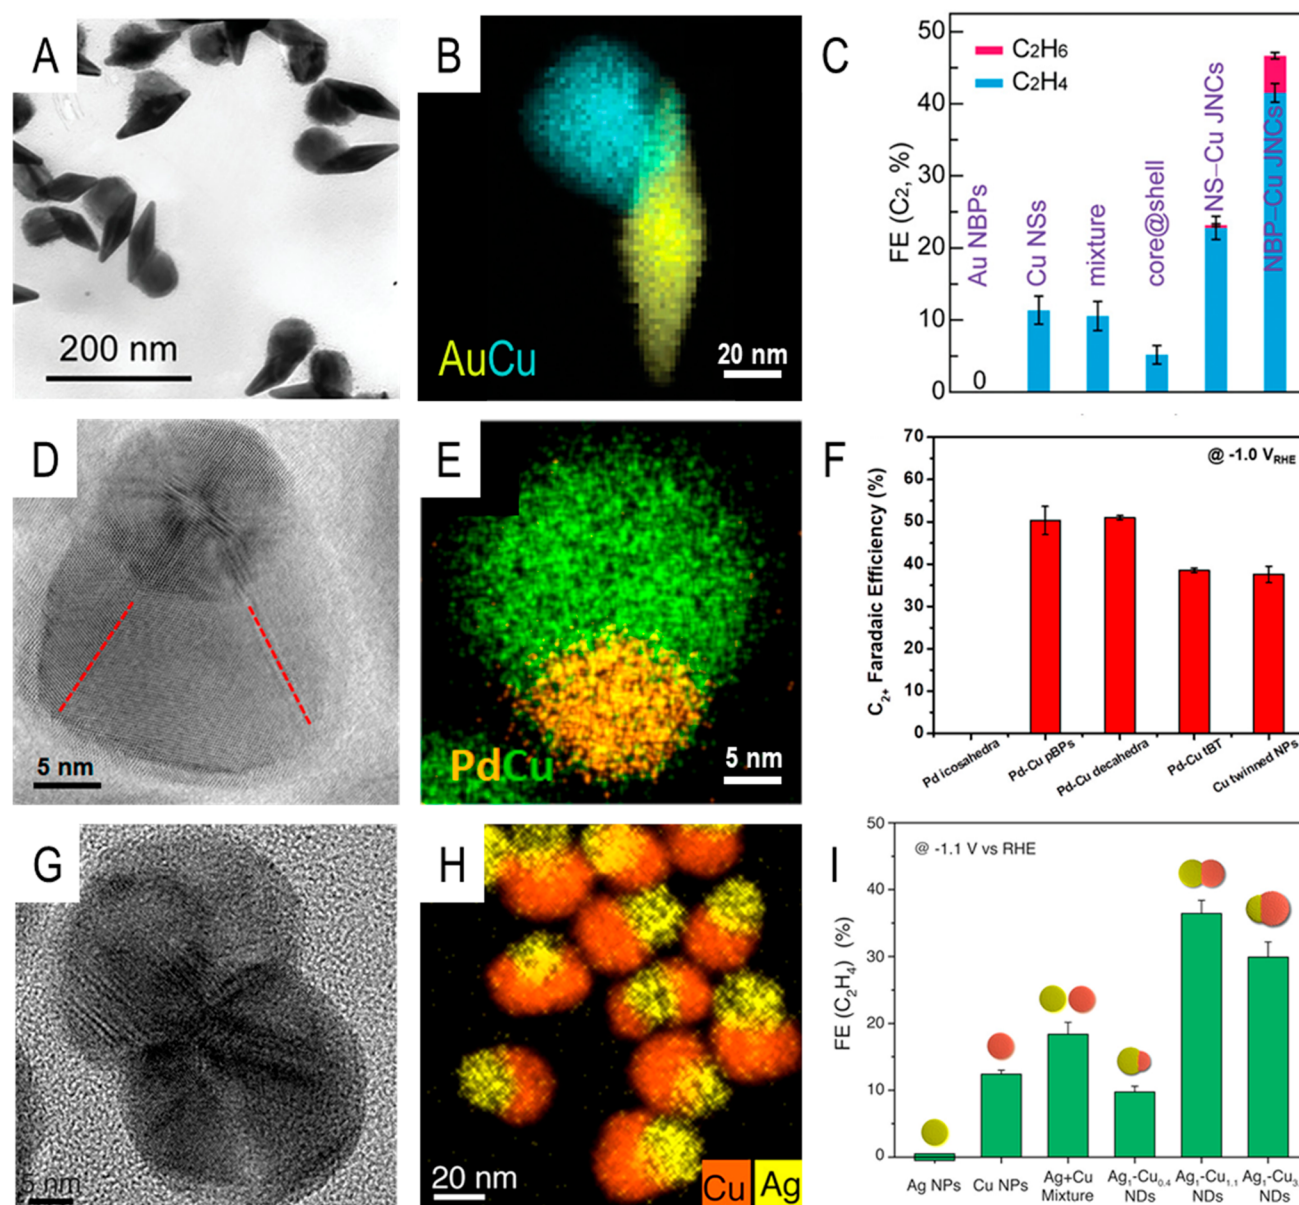 A
200 nm
B
AuCu
20 nm
C
C₂H₆
C₂H₄
FE (C₂, %)
50
40
30
20
10
0
0
Au NBPs
Cu NSs
mixture
core@shell
NS–Cu JNCs
NBP–Cu JNCs
D
5 nm
E
PdCu
5 nm
F
@ -1.0 V_RHE
C₂₊ Faradaic Efficiency (%)
70
60
50
40
30
20
10
0
Pd icosahedra
Pd-Cu pBPs
Pd-Cu decahedra
Pd-Cu tBT
Cu twinned NPs
G
5 nm
H
20 nm
Cu
Ag
I
@ -1.1 V vs RHE
FE (C₂H₄) (%)
50
40
30
20
10
0
Ag NPs
Cu NPs
Ag+Cu
Mixture
Ag₁-Cu₀.₄
NDs
Ag₁-Cu₁.₁
NDs
Ag₁-Cu₃.
NDs